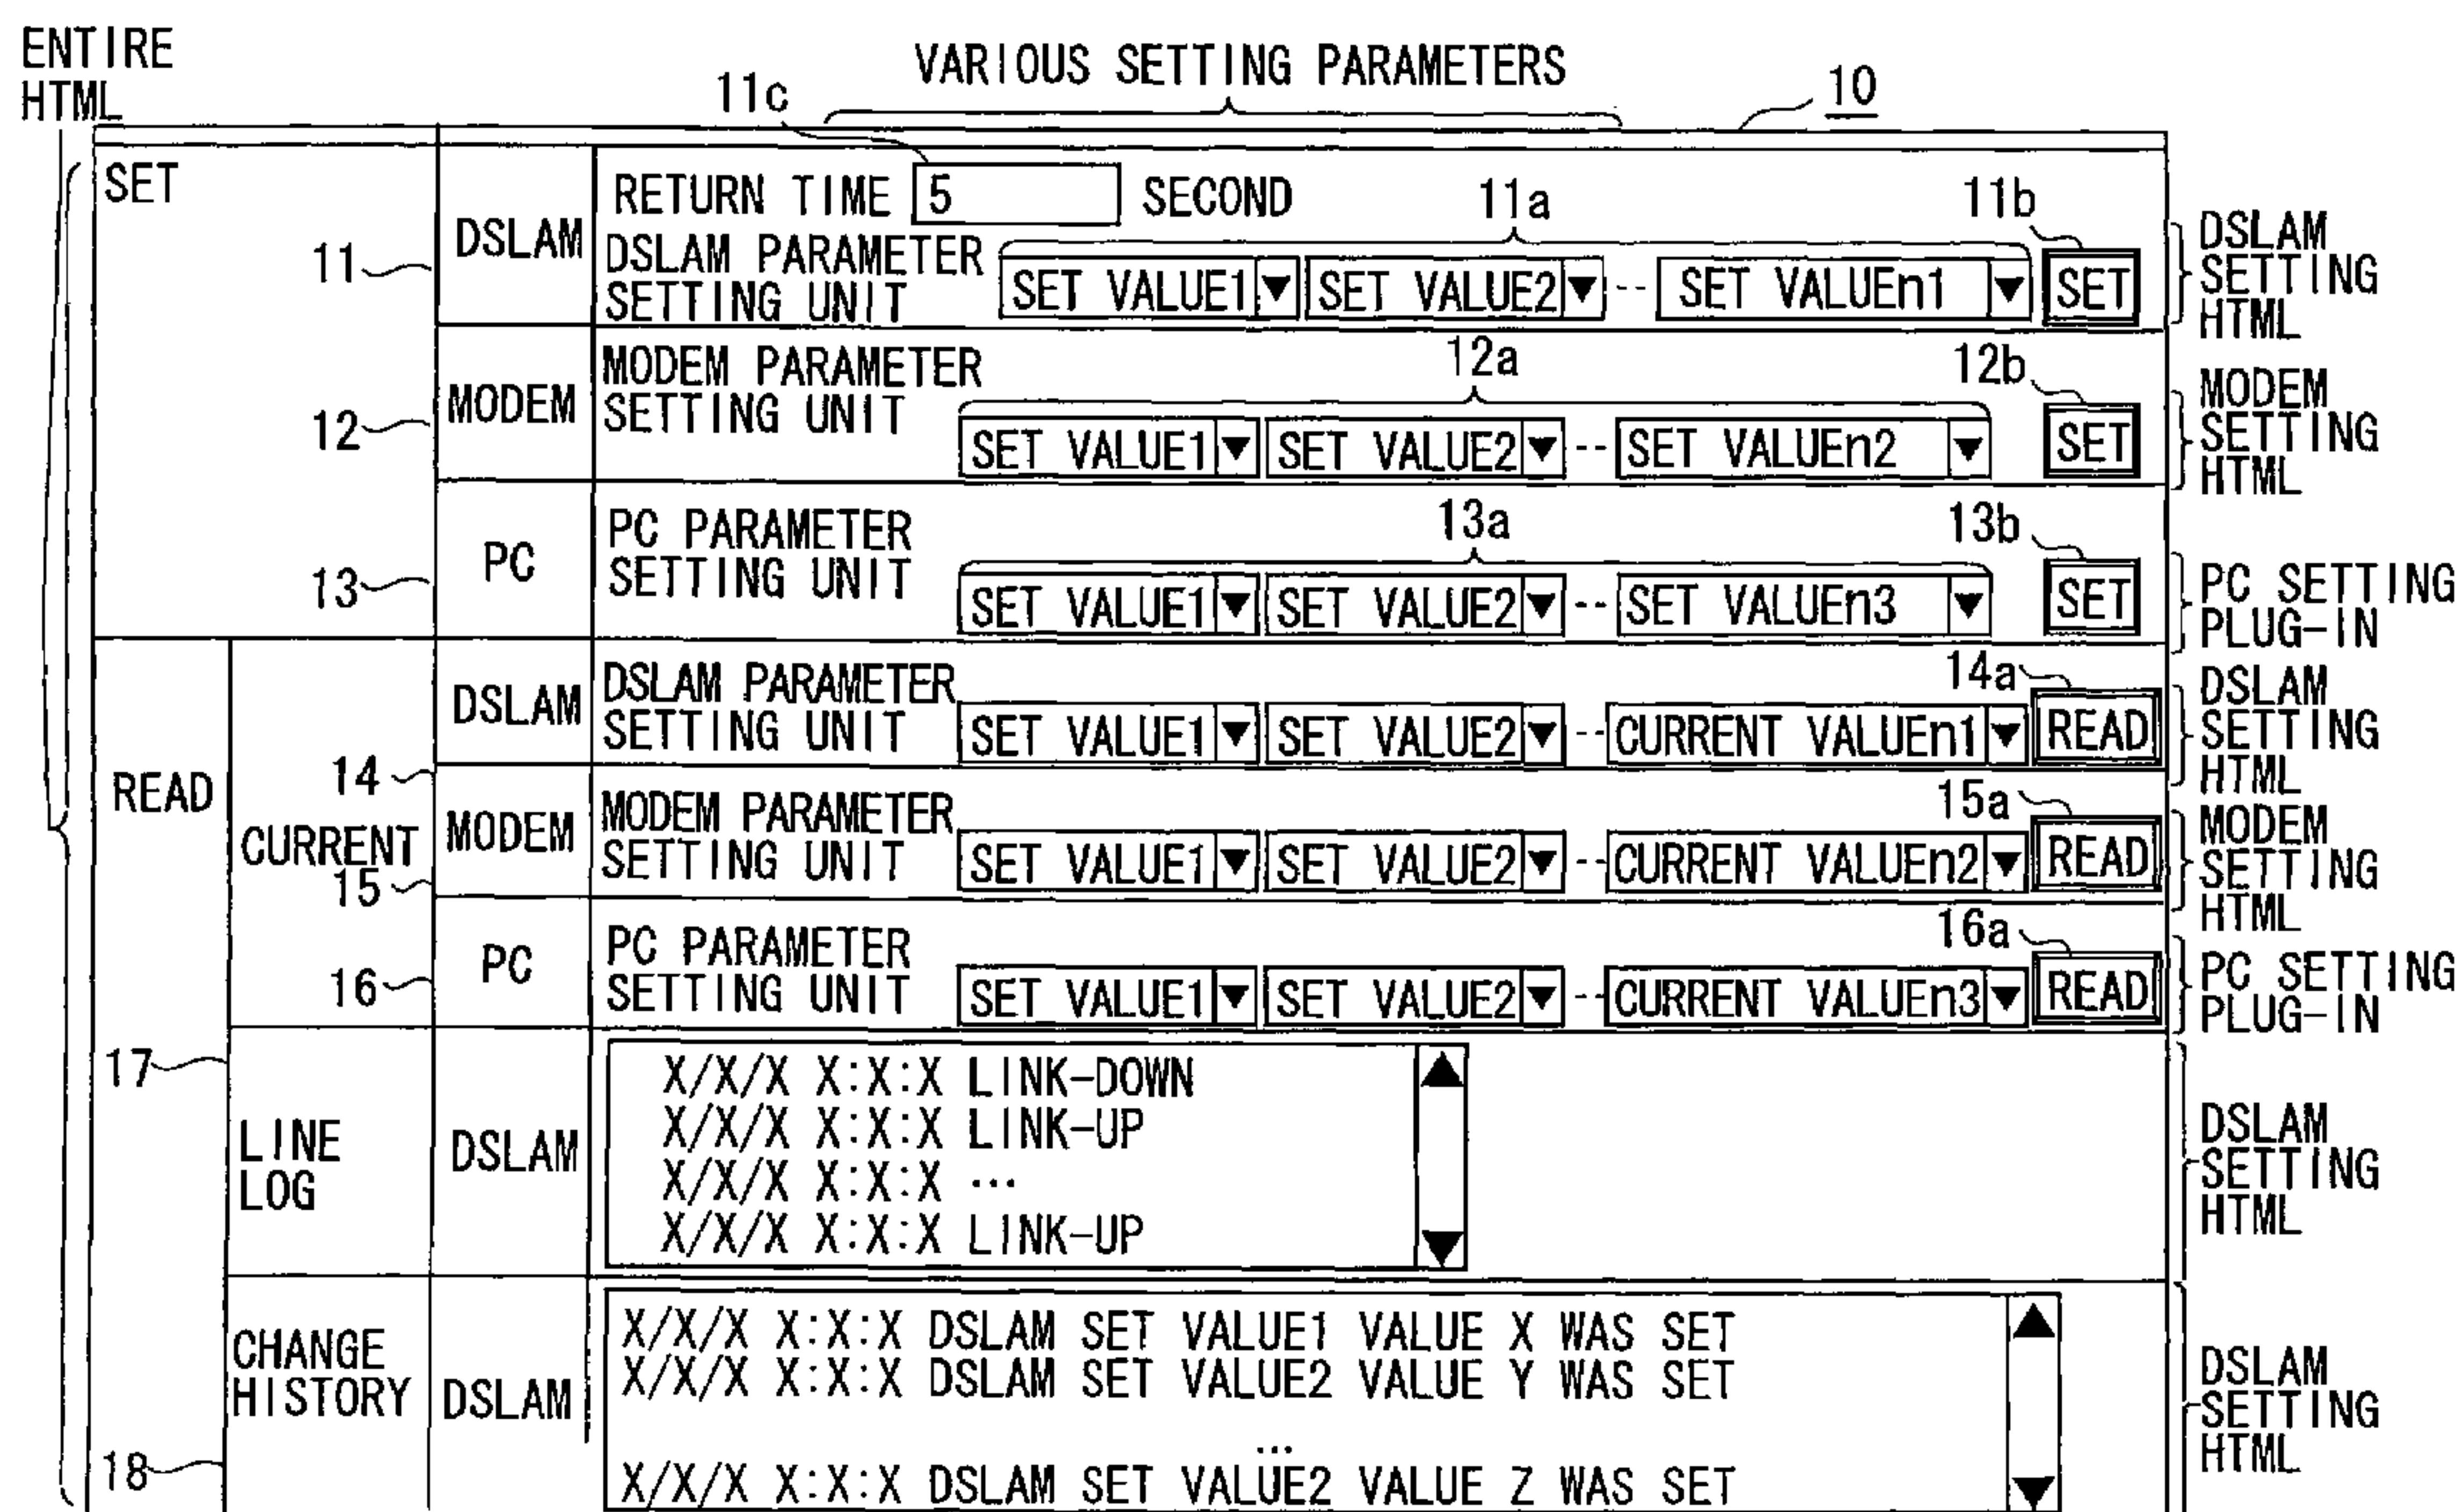 ENTIRE
HTML
VARIOUS SETTING PARAMETERS
10
11c
SET
11
DSLAM
RETURN TIME 5 SECOND
11a
11b
DSLAM PARAMETER
SETTING UNIT
SET VALUE1▼ SET VALUE2▼ -- SET VALUEn1 ▼ SET
DSLAM
SETTING
HTML
12
MODEM
MODEM PARAMETER
SETTING UNIT
12a
12b
SET VALUE1▼ SET VALUE2▼ -- SET VALUEn2 ▼ SET
MODEM
SETTING
HTML
13
PC
PC PARAMETER
SETTING UNIT
13a
13b
SET VALUE1▼ SET VALUE2▼ -- SET VALUEn3 ▼ SET
PC SETTING
PLUG-IN
READ
CURRENT
14
DSLAM
DSLAM PARAMETER
SETTING UNIT
14a
SET VALUE1▼ SET VALUE2▼ -- CURRENT VALUEn1▼ READ
DSLAM
SETTING
HTML
15
MODEM
MODEM PARAMETER
SETTING UNIT
15a
SET VALUE1▼ SET VALUE2▼ -- CURRENT VALUEn2▼ READ
MODEM
SETTING
HTML
16
PC
PC PARAMETER
SETTING UNIT
16a
SET VALUE1▼ SET VALUE2▼ -- CURRENT VALUEn3▼ READ
PC SETTING
PLUG-IN
17
LINE
LOG
DSLAM
X/X/X X:X:X LINK-DOWN
X/X/X X:X:X LINK-UP
X/X/X X:X:X ...
X/X/X X:X:X LINK-UP
DSLAM
SETTING
HTML
18
CHANGE
HISTORY
DSLAM
X/X/X X:X:X DSLAM SET VALUE1 VALUE X WAS SET
X/X/X X:X:X DSLAM SET VALUE2 VALUE Y WAS SET
...
X/X/X X:X:X DSLAM SET VALUE2 VALUE Z WAS SET
DSLAM
SETTING
HTML